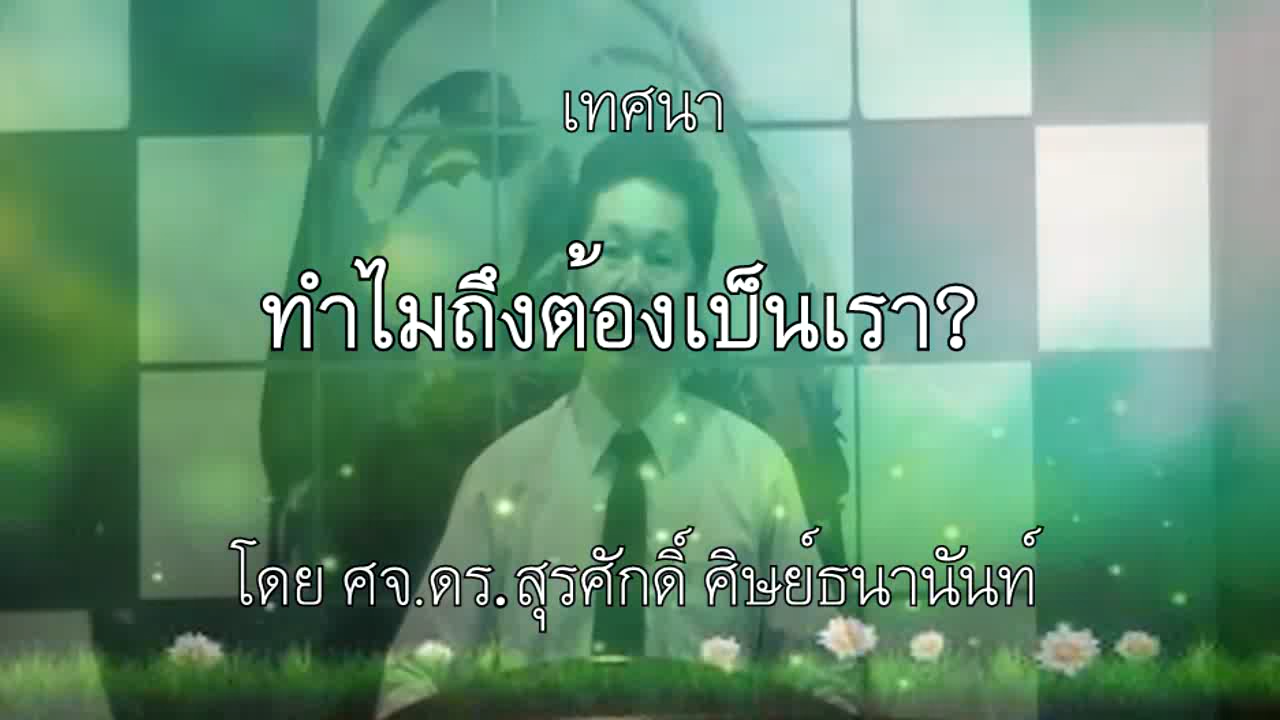 เทศนา
ทำไมถึงต้องเป็นเรา?
โดย ศจ.ดร.สุรศักดิ์ ศิษย์ธนานันท์